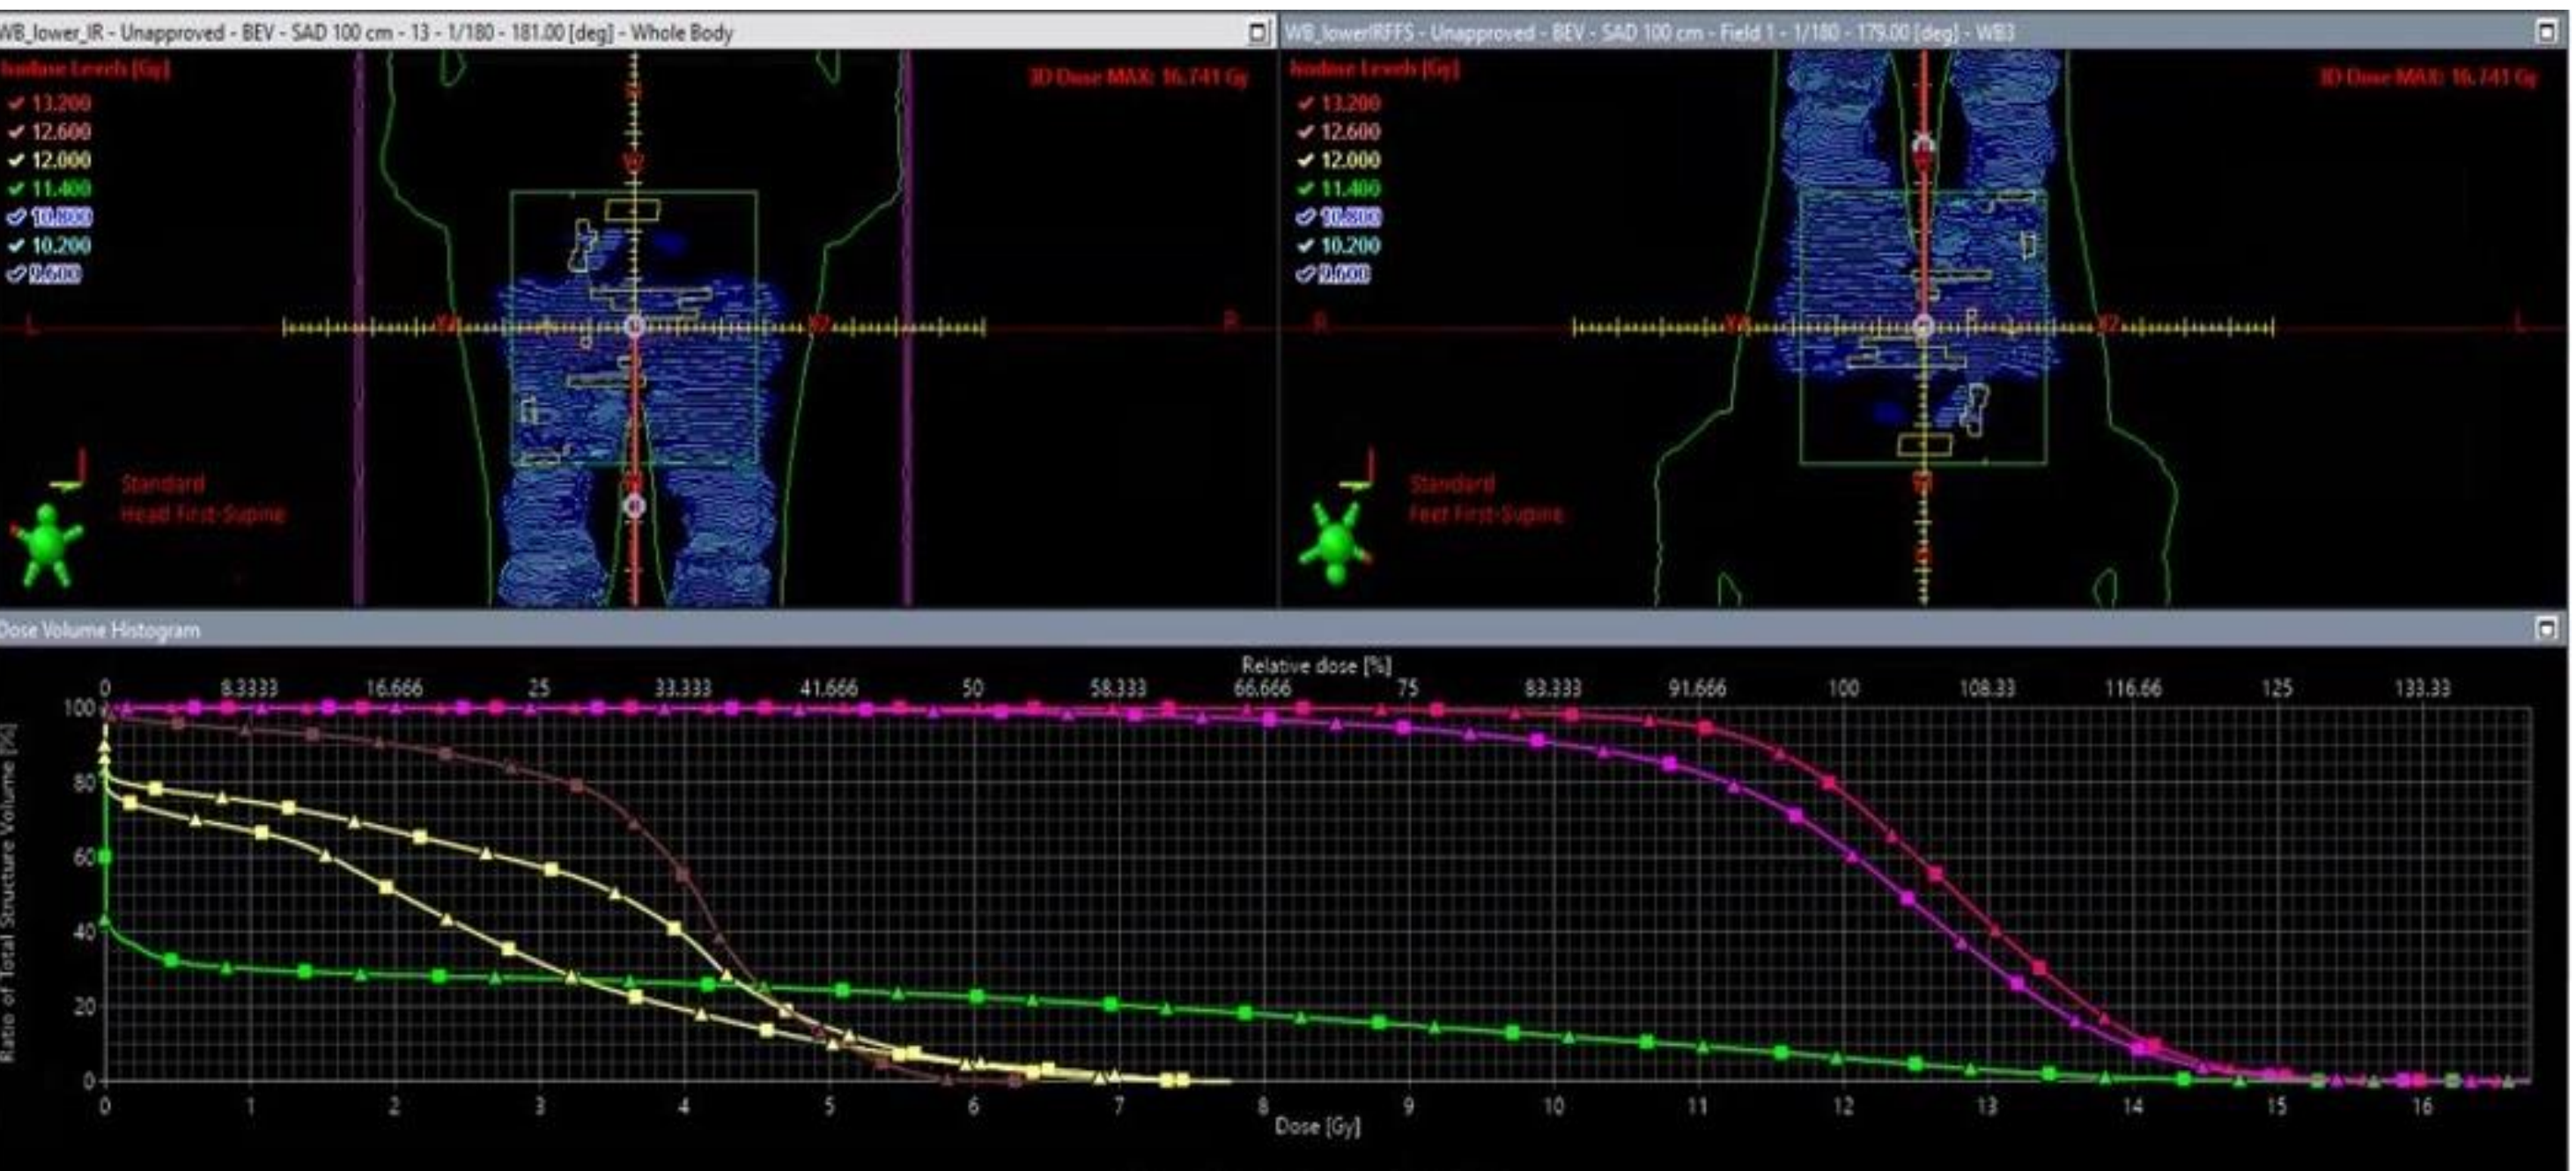 WB_lower_IR - Unapproved - BEV - SAD 100 cm - 13 - 1/180 - 181.00 [deg] - Whole Body
Isodose Levels [Gy]
3D Dose MAX: 16.741 Gy
13.200
12.600
12.000
11.400
10.800
10.200
9.600
L
R
X1
X2
Y2
Standard
Head First-Supine
WB_lowerIRFFS - Unapproved - BEV - SAD 100 cm - Field 1 - 1/180 - 179.00 [deg] - WB3
Isodose Levels [Gy]
3D Dose MAX: 16.741 Gy
13.200
12.600
12.000
11.400
10.800
10.200
9.600
R
L
X1
X2
Standard
Feet First-Supine
Dose Volume Histogram
Relative dose [%]
0 8.3333 16.666 25 33.333 41.666 50 58.333 66.666 75 83.333 91.666 100 108.33 116.66 125 133.33
Ratio of Total Structure Volume [%]
100
80
60
40
20
0
0 1 2 3 4 5 6 7 8 9 10 11 12 13 14 15 16
Dose [Gy]